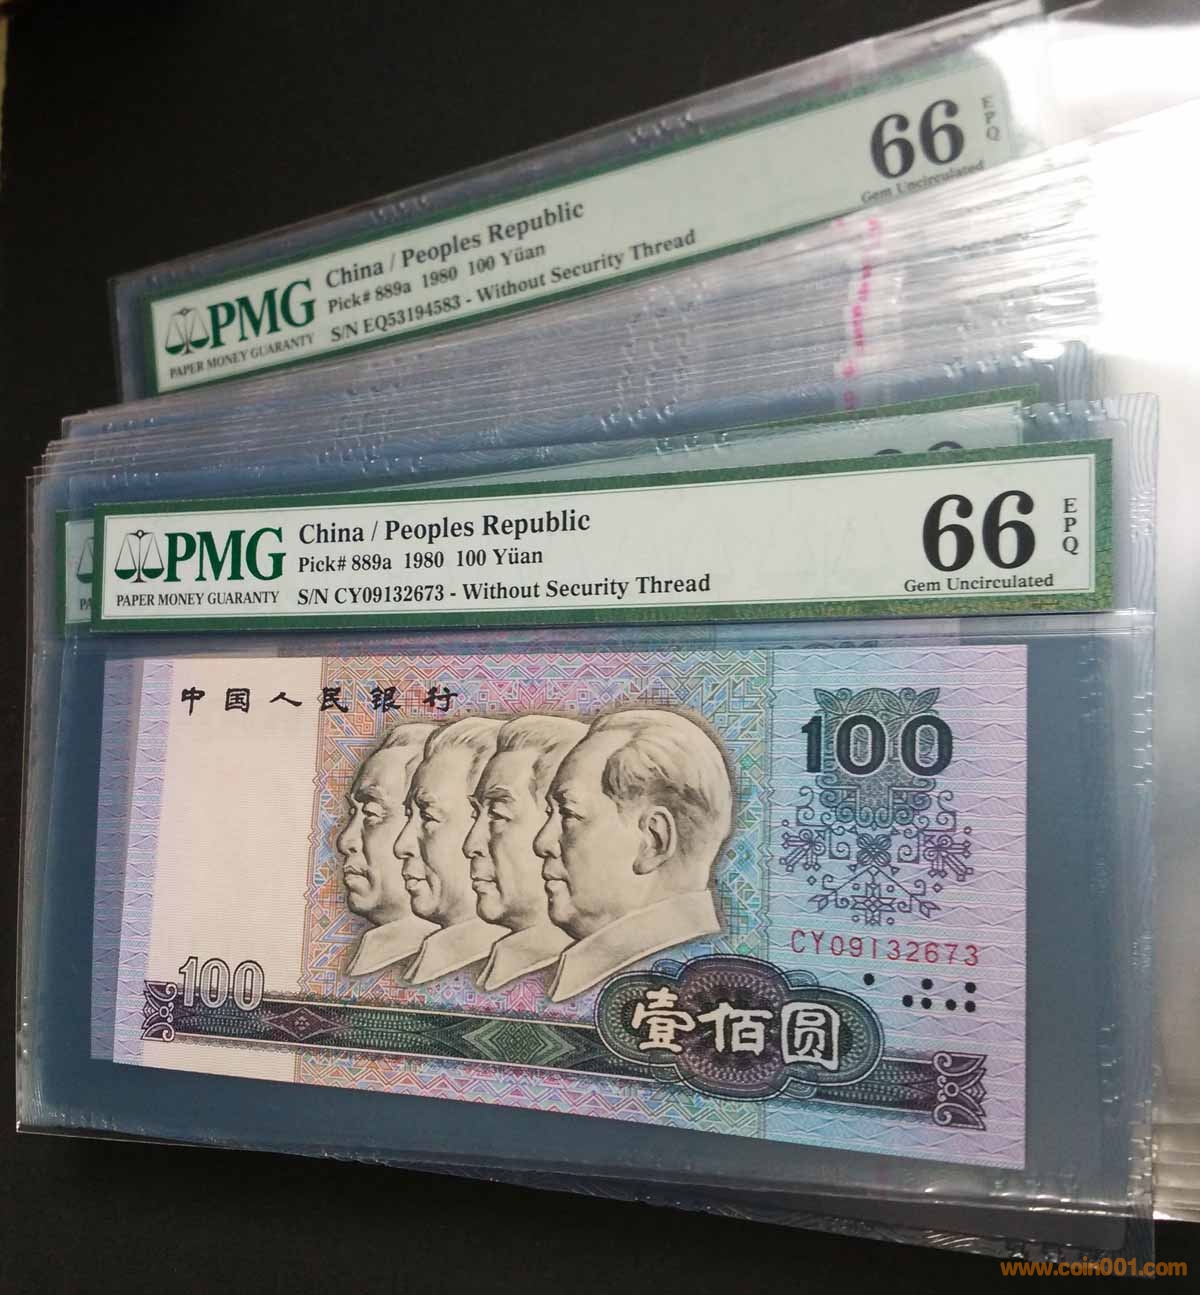 66
E
P
Q
Gem Uncirculated
China / Peoples Republic
Pick# 889a 1980 100 Yüan
S/N EQ53194583 - Without Security Thread
PMG
PAPER MONEY GUARANTY
66
E
P
Q
Gem Uncirculated
China / Peoples Republic
Pick# 889a 1980 100 Yüan
S/N CY09132673 - Without Security Thread
PMG
PAPER MONEY GUARANTY
PA
中国人民银行
100
CY09132673
100
壹佰圆
www.coin001.com